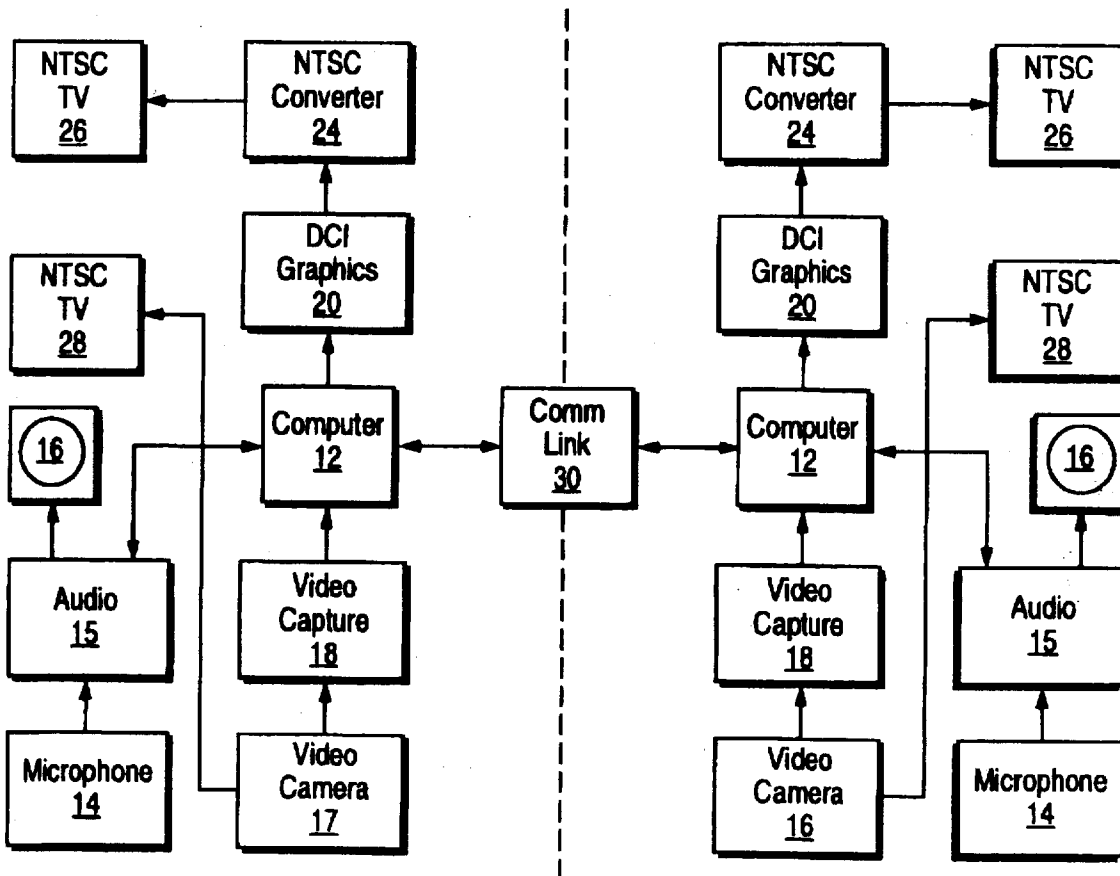 NTSC
TV
26
NTSC
Converter
24
NTSC
Converter
24
NTSC
TV
26
DCI
Graphics
20
DCI
Graphics
20
NTSC
TV
28
NTSC
TV
28
Computer
12
Comm
Link
30
Computer
12
16
16
Audio
15
Video
Capture
18
Video
Capture
18
Audio
15
Microphone
14
Video
Camera
17
Video
Camera
16
Microphone
14